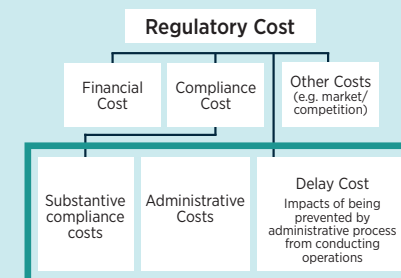 Regulatory Cost
Financial
Cost
Compliance
Cost
Other Costs
(e.g. market/
competition)
Substantive
compliance
costs
Administrative
Costs
Delay Cost
Impacts of being
prevented by
administrative process
from conducting
operations